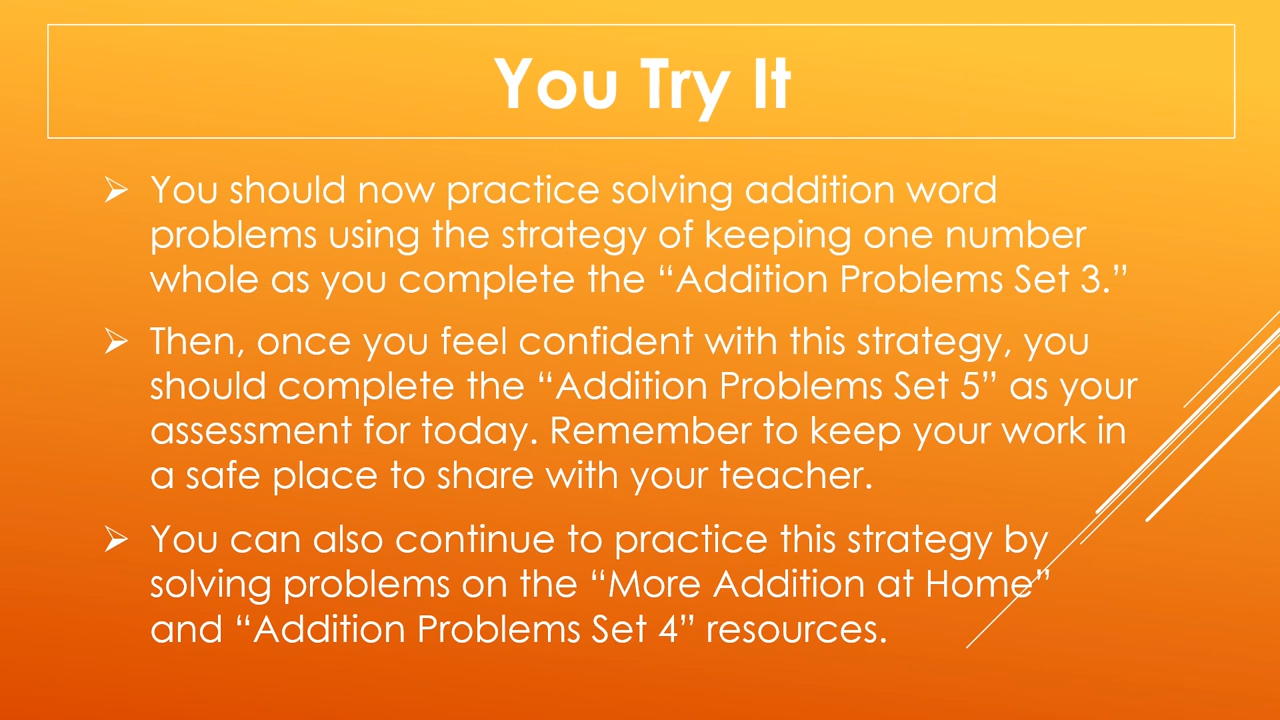 You Try It
You should now practice solving addition word
problems using the strategy of keeping one number
whole as you complete the “Addition Problems Set 3.”
Then, once you feel confident with this strategy, you
should complete the “Addition Problems Set 5” as your
assessment for today. Remember to keep your work in
a safe place to share with your teacher.
You can also continue to practice this strategy by
solving problems on the “More Addition at Home”
and “Addition Problems Set 4” resources.